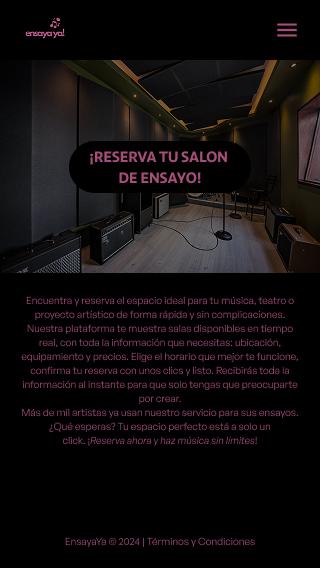 ensaya ya!
¡RESERVA TU SALON
DE ENSAYO!
Encuentra y reserva el espacio ideal para tu música, teatro o
proyecto artístico de forma rápida y sin complicaciones.
Nuestra plataforma te muestra salas disponibles en tiempo
real, con toda la información que necesitas: ubicación,
equipamiento y precios. Elige el horario que mejor te funcione,
confirma tu reserva con unos clics y listo. Recibirás toda la
información al instante para que solo tengas que preocuparte
por crear.
Más de mil artistas ya usan nuestro servicio para sus ensayos.
¿Qué esperas? Tu espacio perfecto está a solo un
click. ¡Reserva ahora y haz música sin límites!
EnsayaYa © 2024 | Términos y Condiciones